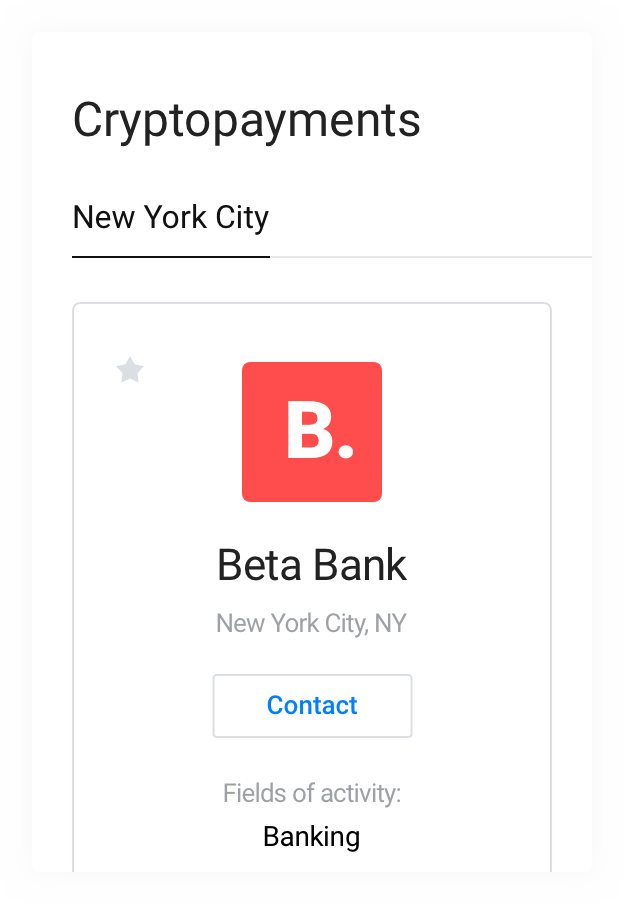 Cryptopayments
New York City
B.
Beta Bank
New York City, NY
Contact
Fields of activity:
Banking